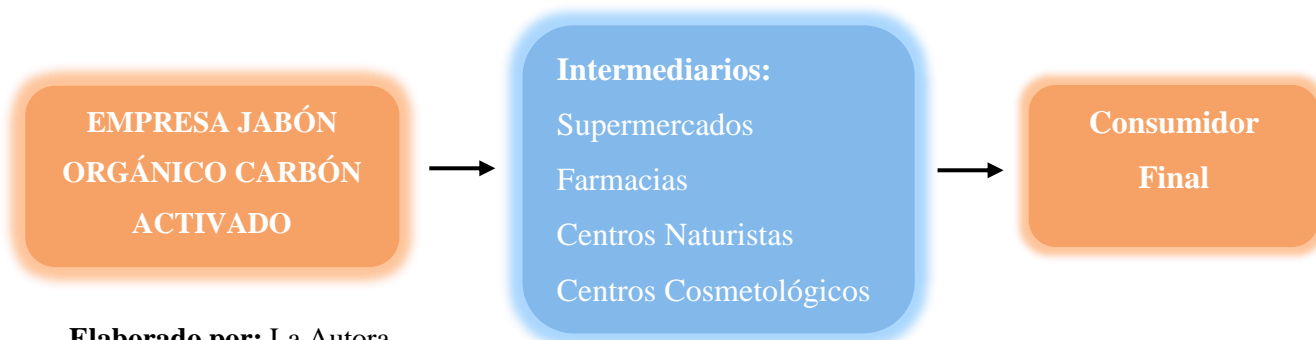 EMPRESA JABÓN
ORGÁNICO CARBÓN
ACTIVADO
Intermediarios:
Supermercados
Farmacias
Centros Naturistas
Centros Cosmetológicos
Consumidor
Final
Elaborado por: La Autora